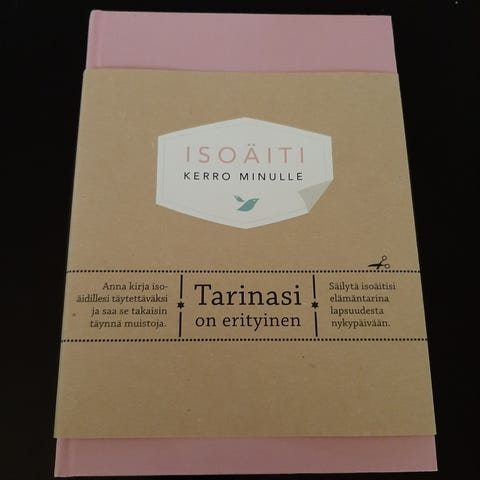 ISOÄITI
KERRO MINULLE
Anna kirja iso-
äidillesi täytettäväksi
ja saa se takaisin
täynnä muistoja.
Tarinasi
on erityinen
Säilytä isoäitisi
elämäntarina
lapsuudesta
nykypäivään.